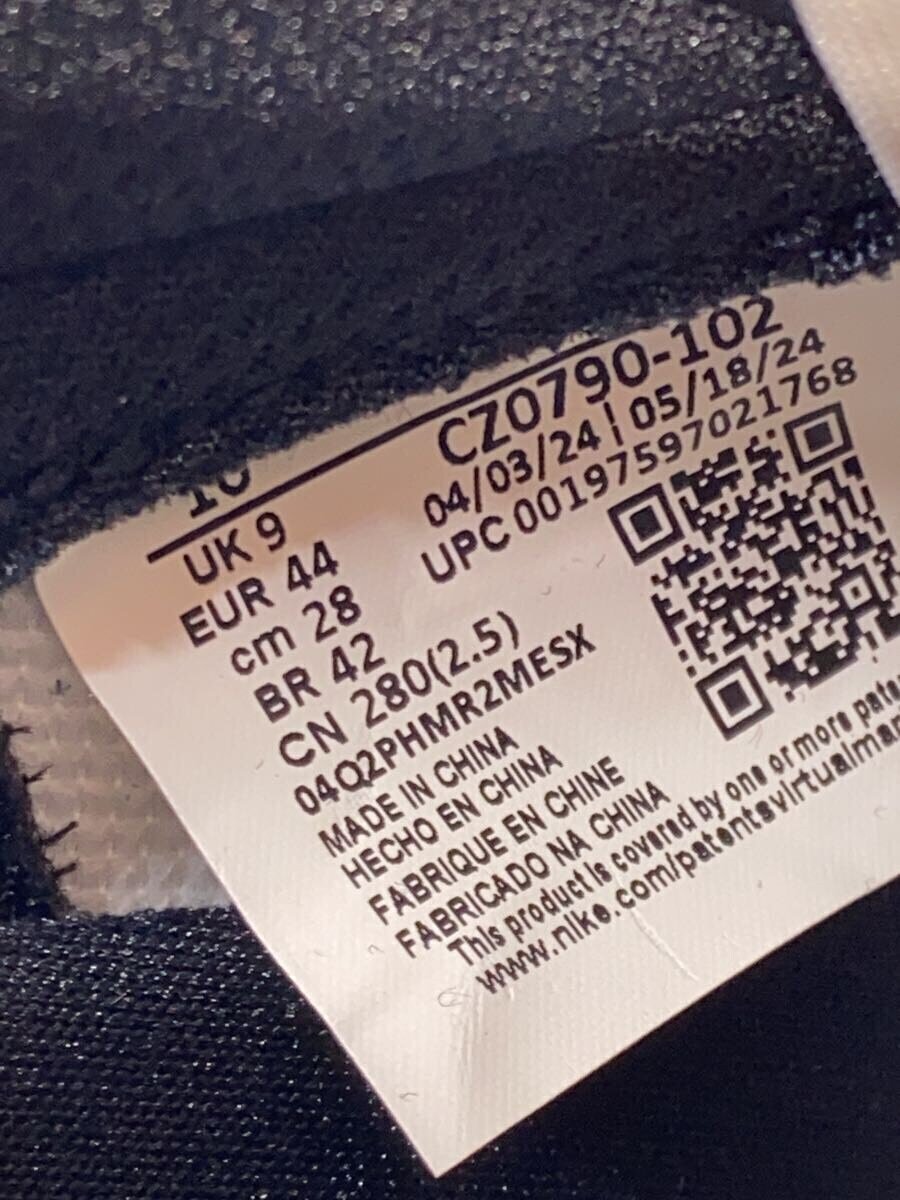 CZ0790-102
04/03/24 | 05/18/24
UPC 00197597021768
10
UK 9
EUR 44
cm 28
BR 42
CN 280(2.5)
04Q2PHMR2MESX
MADE IN CHINA
HECHO EN CHINA
FABRIQUE EN CHINE
FABRICADO NA CHINA
This product is covered by one or more
www.nike.com/patentsvirtualmar